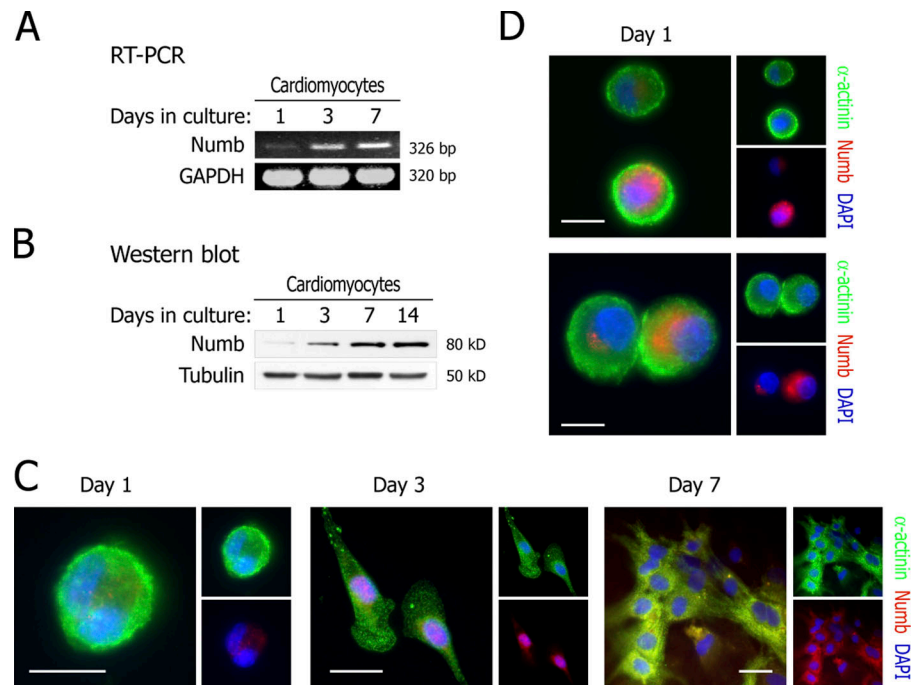 A
RT-PCR
Cardiomyocytes
Days in culture: 1 3 7
Numb 326 bp
GAPDH 320 bp
B
Western blot
Cardiomyocytes
Days in culture: 1 3 7 14
Numb 80 kD
Tubulin 50 kD
C
Day 1 Day 3 Day 7
α-actinin Numb DAPI
D
Day 1
α-actinin Numb DAPI
α-actinin Numb DAPI